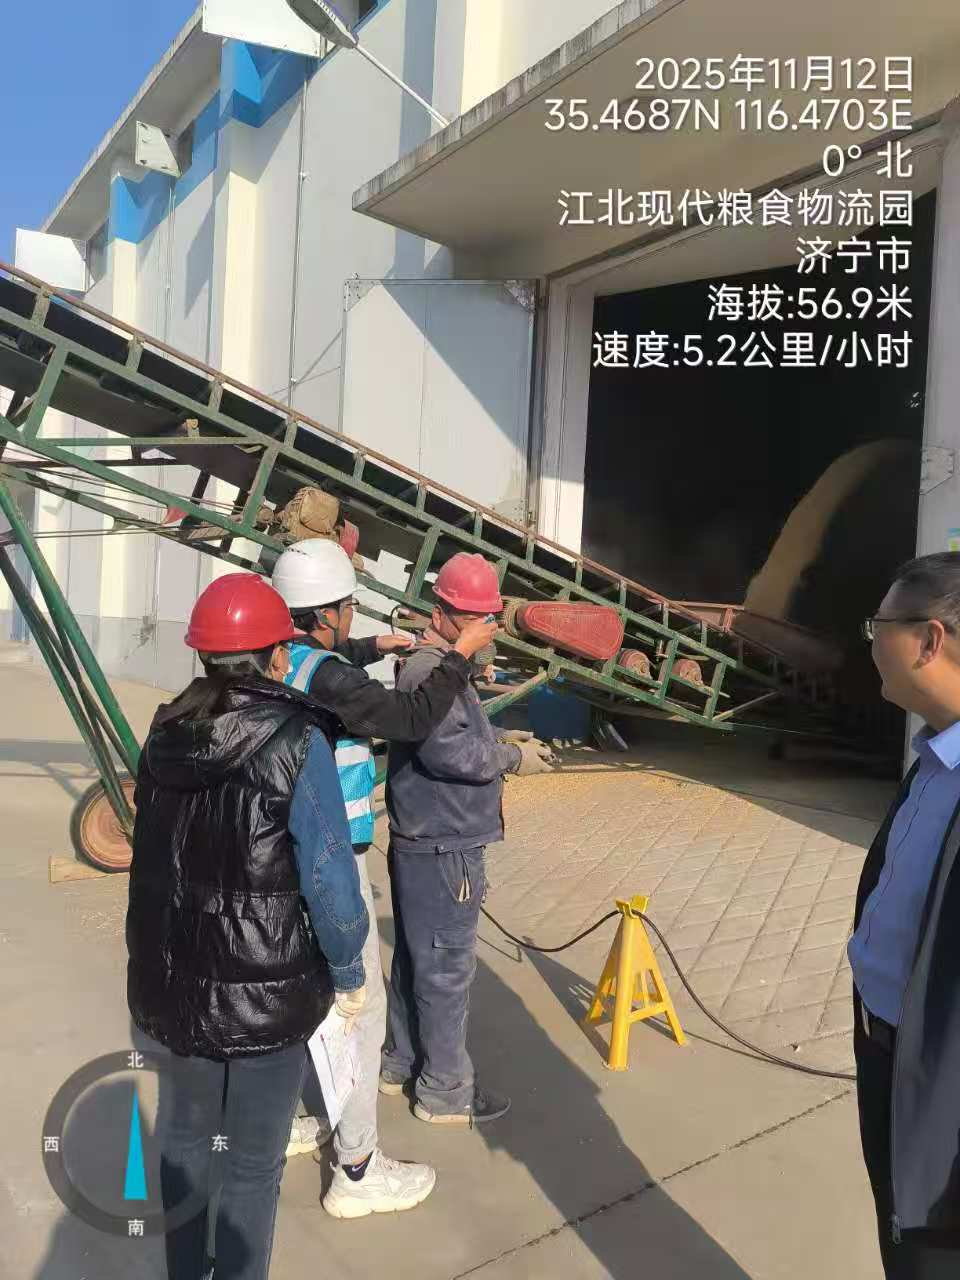 2025年11月12日
35.4687N 116.4703E
0° 北
江北现代粮食物流园
济宁市
海拔:56.9米
速度:5.2公里/小时
北
西
东
南